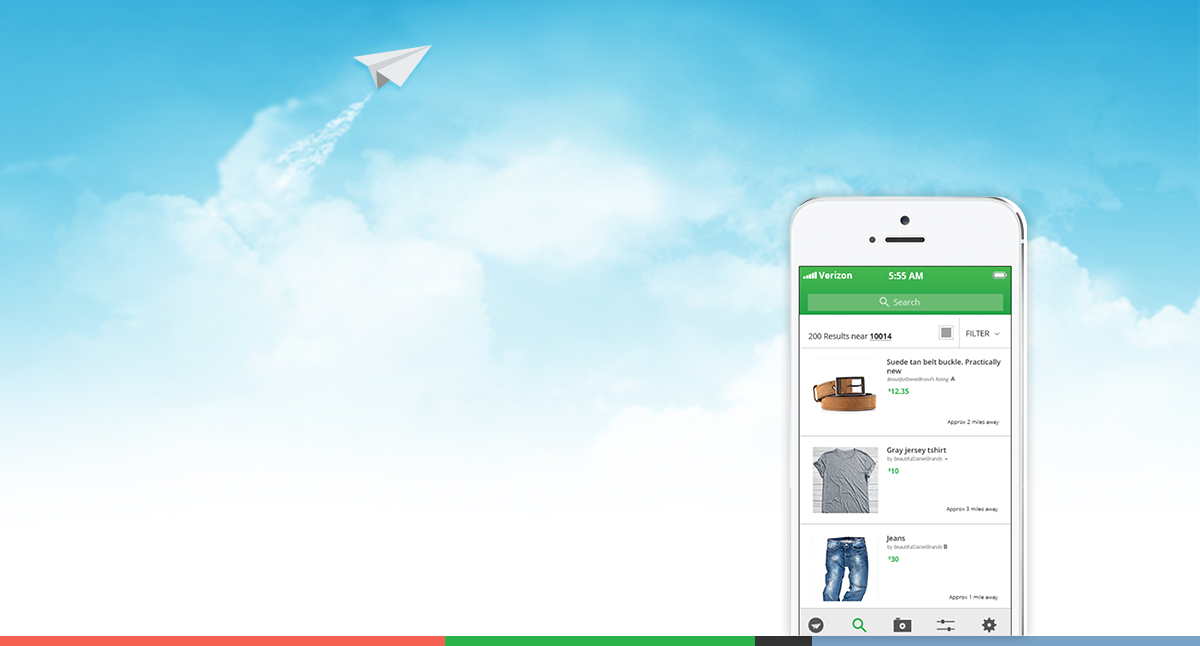 Verizon 5:55 AM
Search
200 Results near 10014 FILTER
Suede tan belt buckle. Practically
new
BeautifulDanielBrand's Rating A
$12.35
Approx 2 miles away
Gray jersey tshirt
by BeautifulDanielBrands -
$10
Approx 3 miles away
Jeans
by BeautifulDanielBrands B
$30
Approx 1 mile away